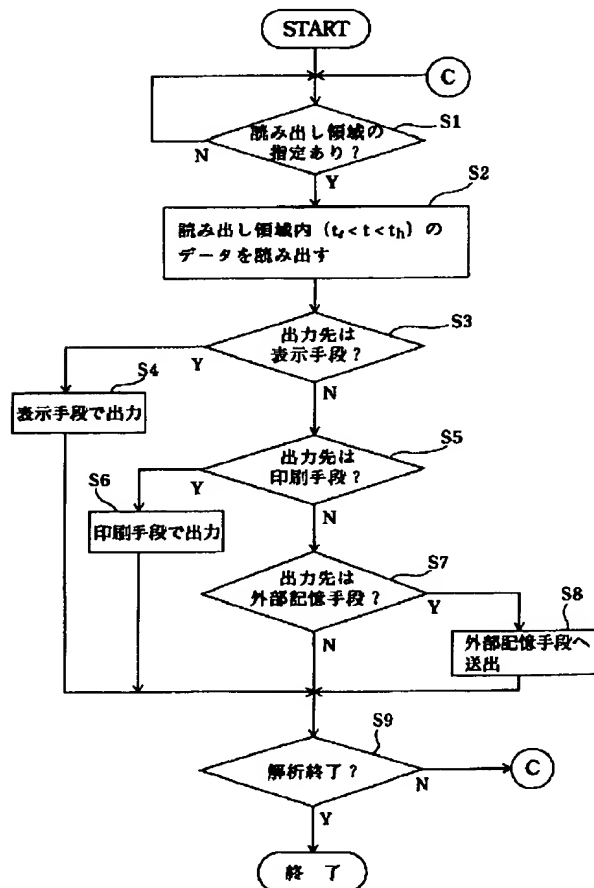 START
C
読み出し領域の
指定あり？
S1
N
Y
S2
読み出し領域内（tℓ＜t＜th）の
データを読み出す
出力先は
表示手段？
S3
Y
N
S4
表示手段で出力
出力先は
印刷手段？
S5
Y
N
S6
印刷手段で出力
出力先は
外部記憶手段？
S7
Y
N
S8
外部記憶手段へ
送出
S9
解析終了？
N
C
Y
終 了